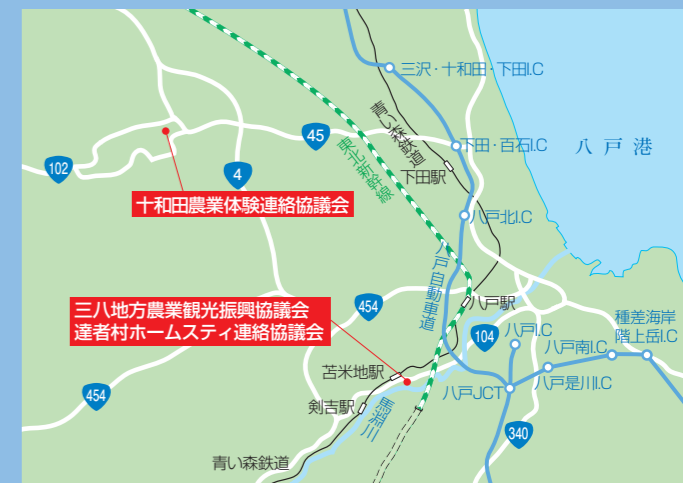 三沢・十和田・下田I.C
青い森鉄道
45
下田・百石I.C
八戸港
102
4
東北新幹線
下田駅
十和田農業体験連絡協議会
八戸北I.C
八戸自動車道
三八地方農業観光振興協議会
達者村ホームスティ連絡協議会
454
八戸駅
104
八戸I.C
種差海岸
階上岳I.C
八戸南I.C
苫米地駅
八戸JCT
八戸是川I.C
454
剣吉駅
馬淵川
340
青い森鉄道